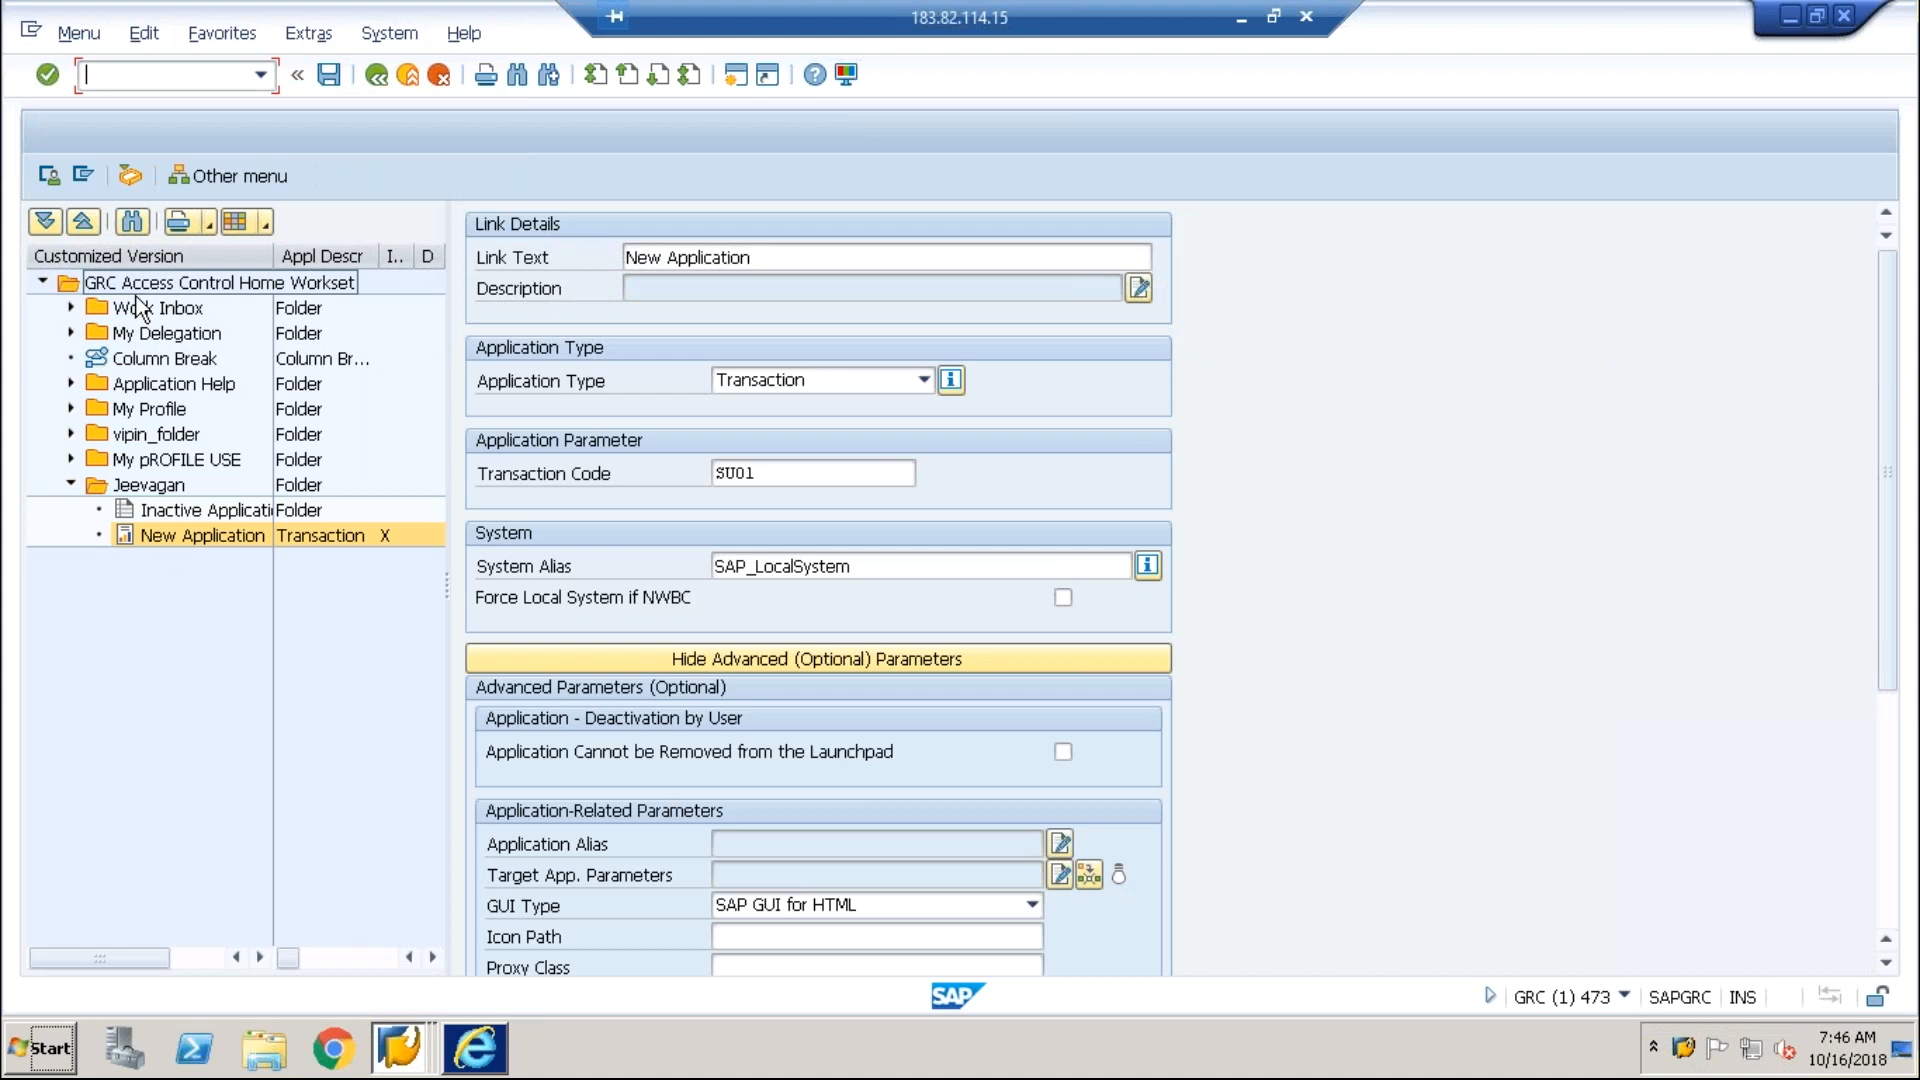 183.82.114.15
Menu Edit Favorites Extras System Help
Other menu
Customized Version Appl Descr I.. D
GRC Access Control Home Workset
Work Inbox Folder
My Delegation Folder
Column Break Column Br...
Application Help Folder
My Profile Folder
vipin_folder Folder
My pROFILE USE Folder
Jeevagan Folder
Inactive Applicati Folder
New Application Transaction X
Link Details
Link Text New Application
Description
Application Type
Application Type Transaction
Application Parameter
Transaction Code SU01
System
System Alias SAP_LocalSystem
Force Local System if NWBC
Hide Advanced (Optional) Parameters
Advanced Parameters (Optional)
Application - Deactivation by User
Application Cannot be Removed from the Launchpad
Application-Related Parameters
Application Alias
Target App. Parameters
GUI Type SAP GUI for HTML
Icon Path
Proxy Class
SAP
GRC (1) 473 SAPGRC INS
Start
7:46 AM
10/16/2018